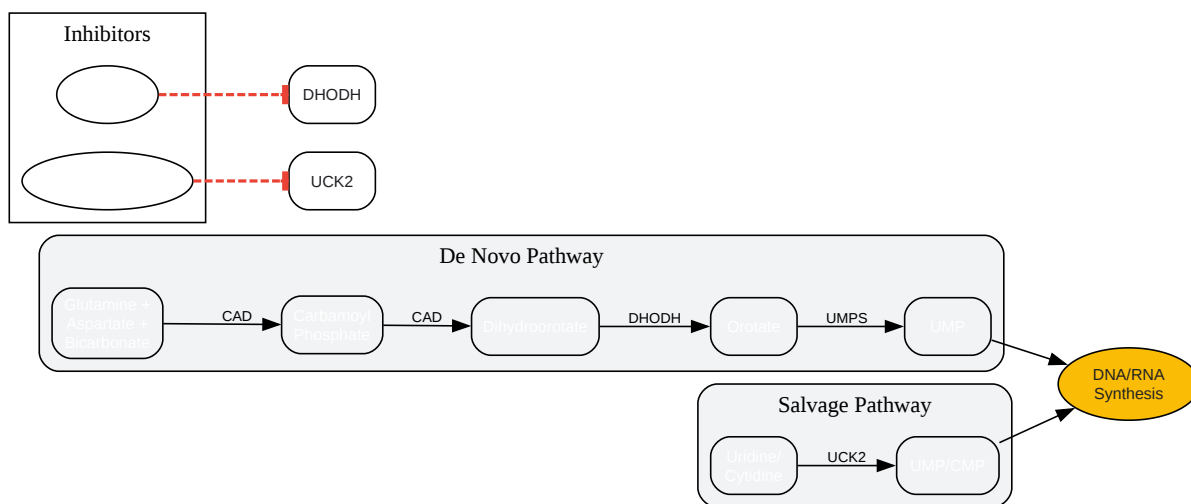 Inhibitors
DHODH
UCK2
De Novo Pathway
Glutamine +
Aspartate +
Bicarbonate
CAD
Carbamoyl
Phosphate
CAD
Dihydroorotate
DHODH
Orotate
UMPS
UMP
DNA/RNA
Synthesis
Salvage Pathway
Uridine/
Cytidine
UCK2
UMP/CMP